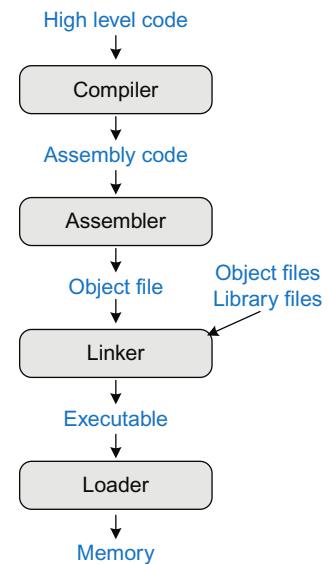 High level code
Compiler
Assembly code
Assembler
Object file
Object files
Library files
Linker
Executable
Loader
Memory